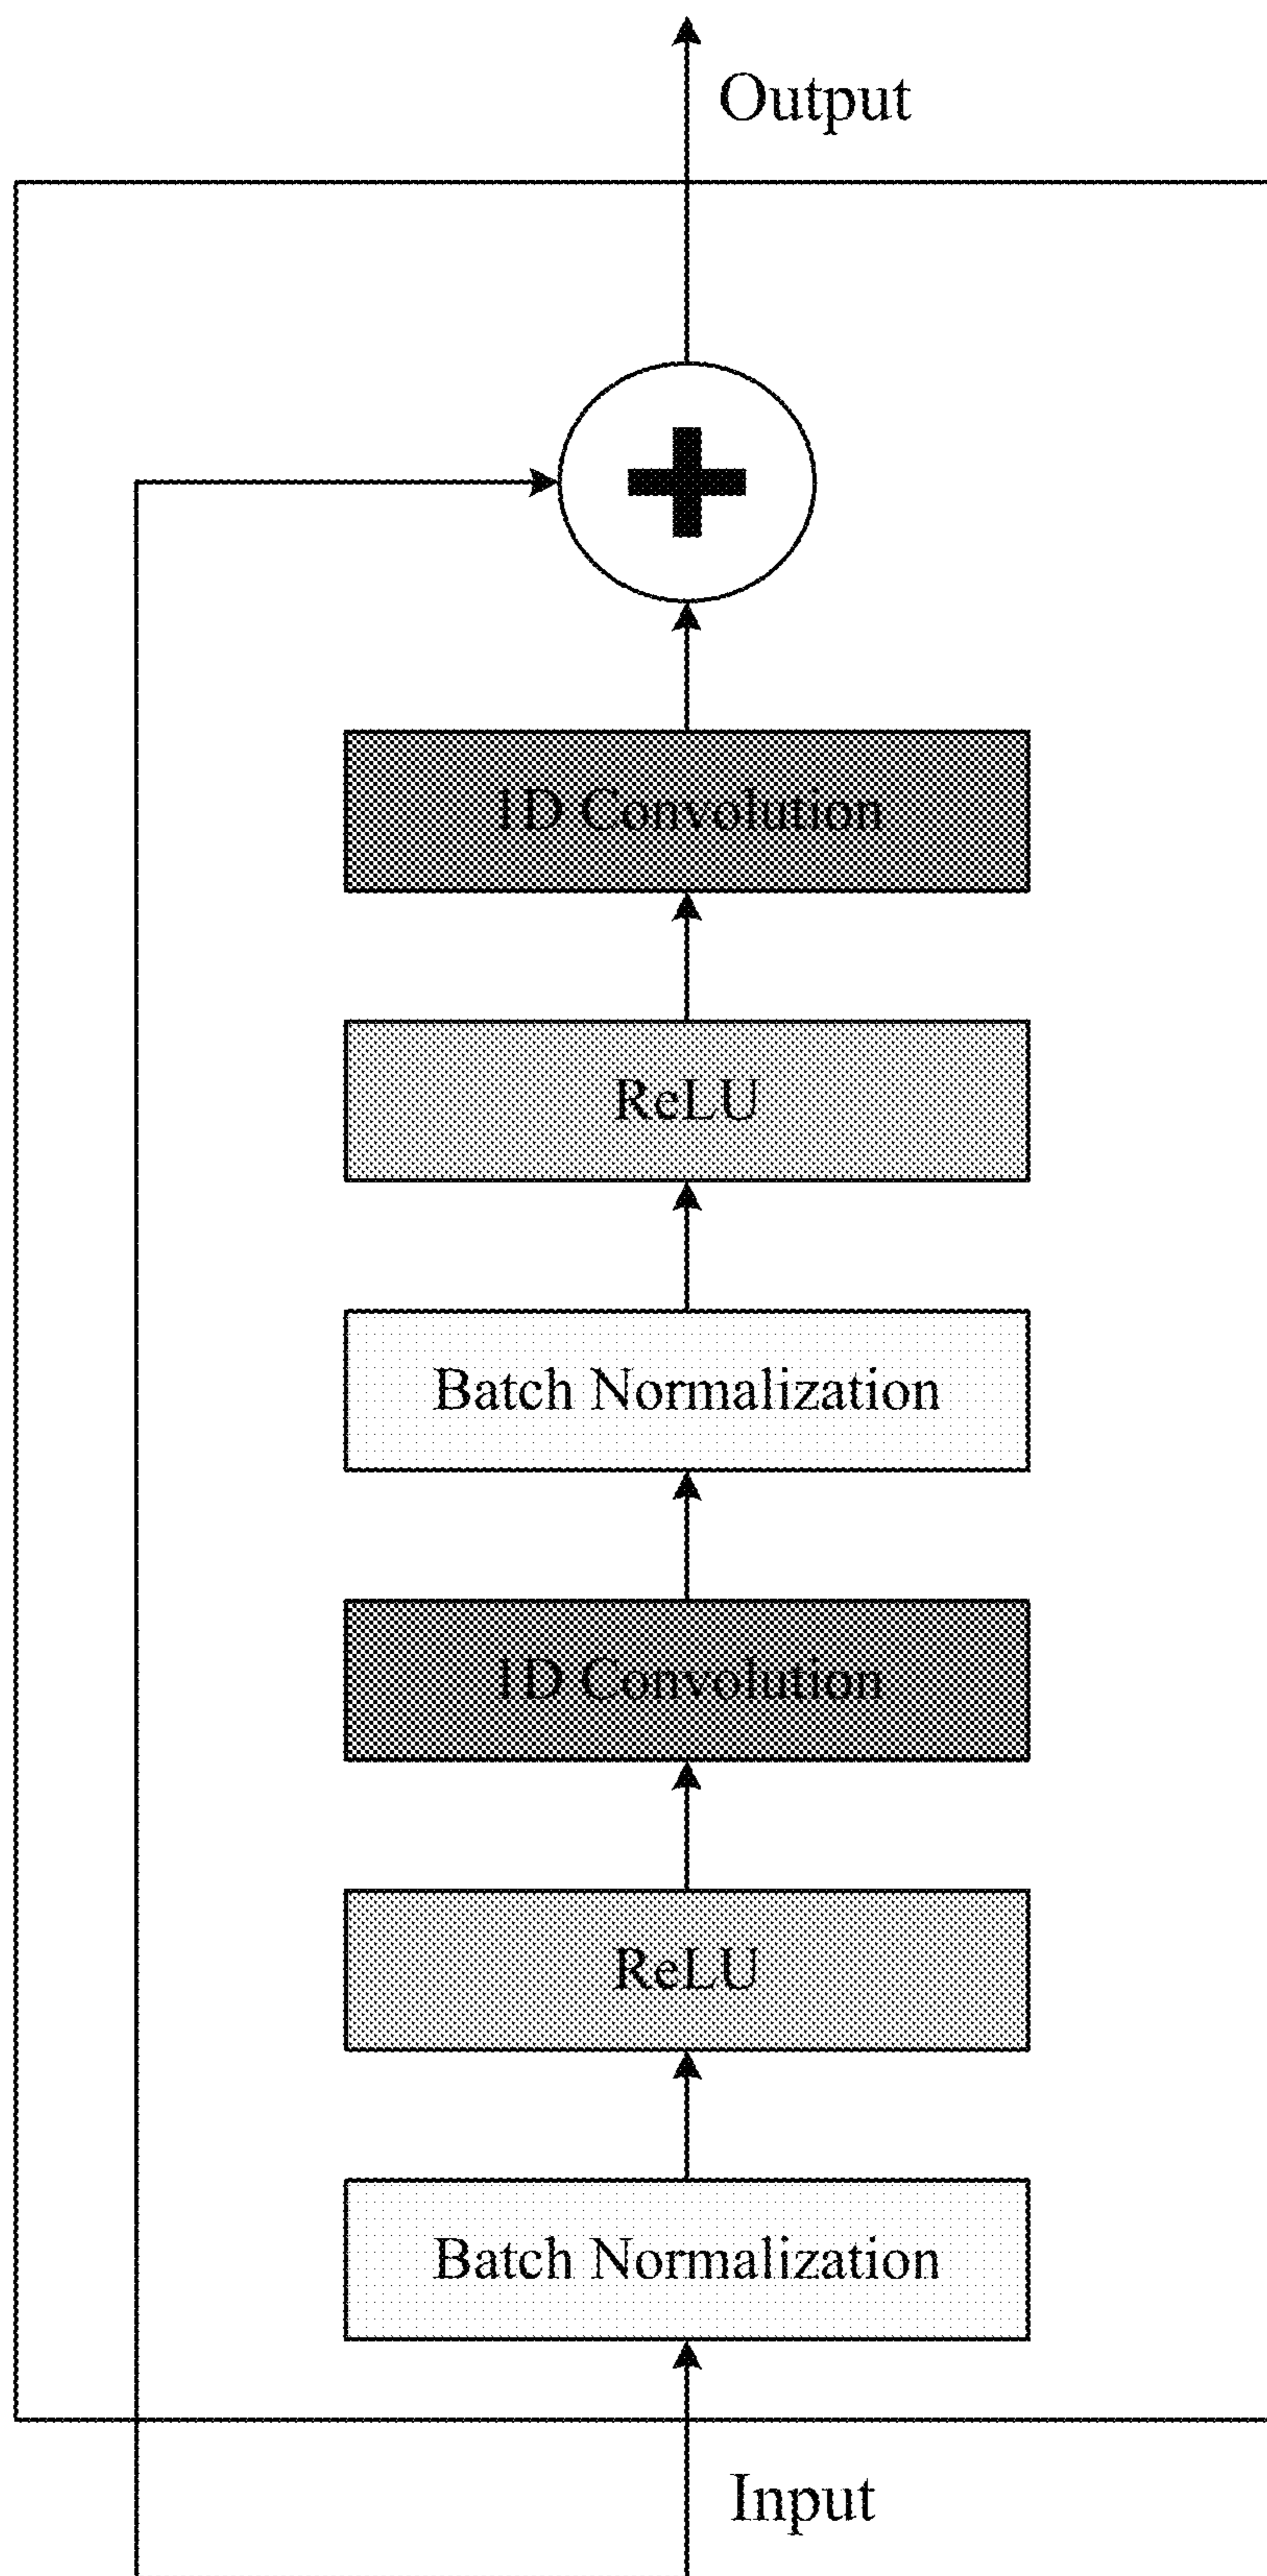 Output
1D Convolution
ReLU
Batch Normalization
1D Convolution
ReLU
Batch Normalization
Input